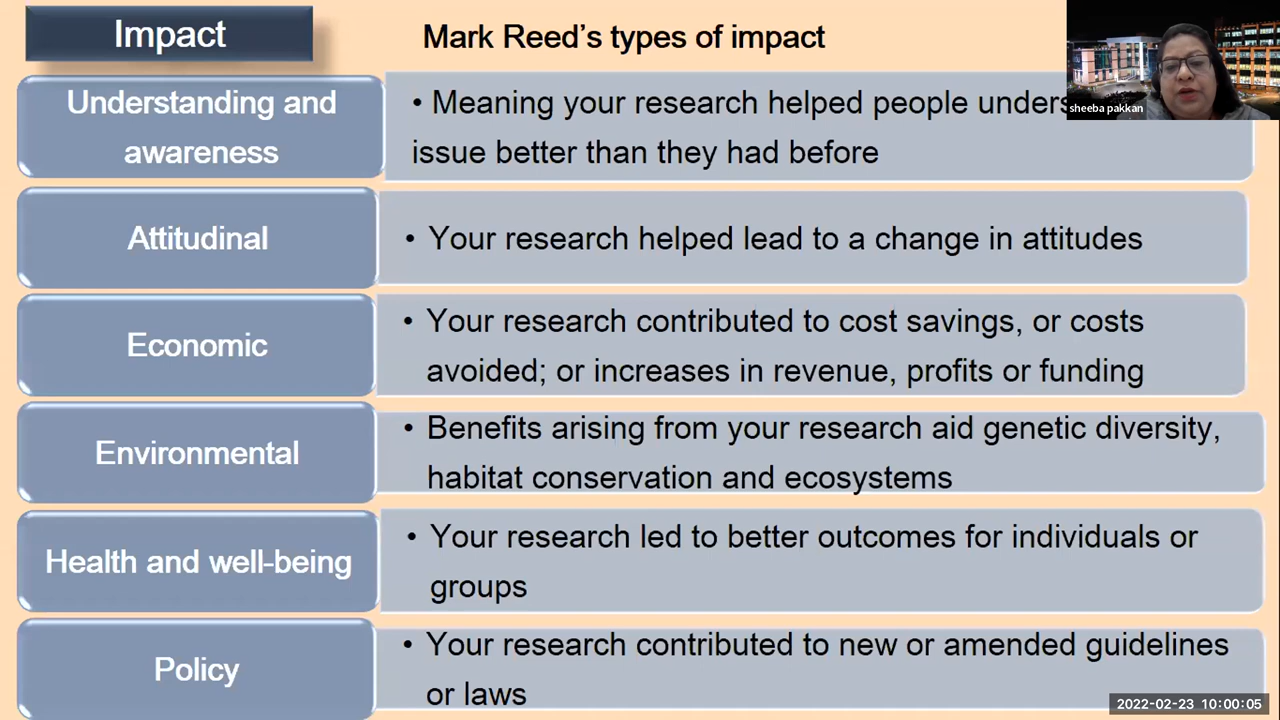 Impact
Mark Reed's types of impact
sheeba pakkan
Understanding and
awareness
• Meaning your research helped people
issue better than they had before
Attitudinal
• Your research helped lead to a change in attitudes
Economic
• Your research contributed to cost savings, or costs
avoided; or increases in revenue, profits or funding
Environmental
• Benefits arising from your research aid genetic diversity,
habitat conservation and ecosystems
Health and well-being
• Your research led to better outcomes for individuals or
groups
Policy
• Your research contributed to new or amended guidelines
or laws
2022-02-23 10:00:05